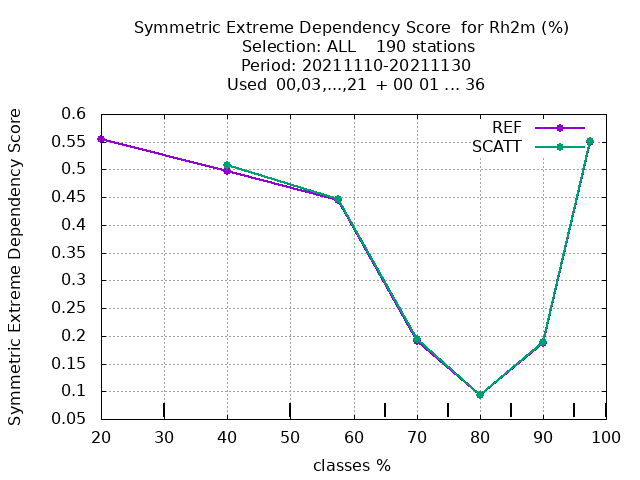 Symmetric Extreme Dependency Score for Rh2m (%)
Selection: ALL 190 stations
Period: 20211110-20211130
Used 00,03,...,21 + 00 01 ... 36
REF
SCATT
Symmetric Extreme Dependency Score
0.6
0.55
0.5
0.45
0.4
0.35
0.3
0.25
0.2
0.15
0.1
0.05
20 30 40 50 60 70 80 90 100
classes %